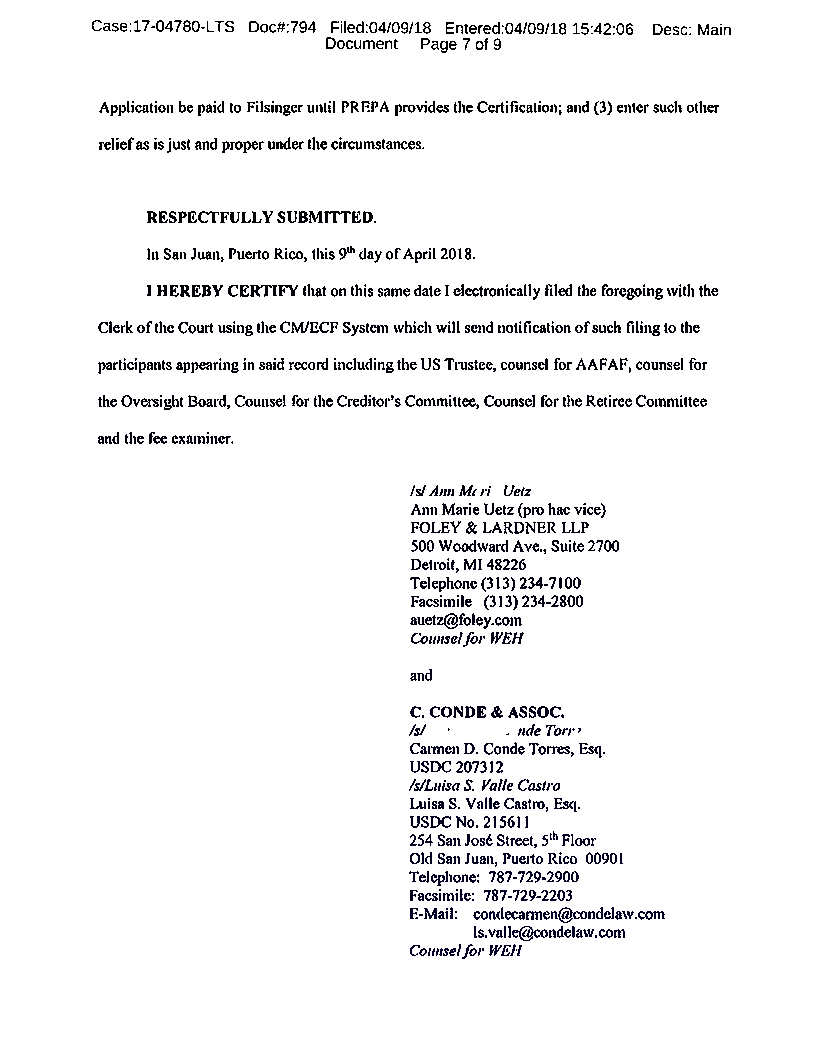 Case:17-04780-LTS Doc#:794 Filed:04/09/18 Entered:04/09/18 15:42:06 Desc: Main
Document Page 7 of 9
Application be paid to Filsinger until PREPA provides the Certification; and (3) enter such other
relief as is just and proper under the circumstances.
RESPECTFULLY SUBMITTED.
In San Juan, Puerto Rico, this 9th day of April 2018.
I HEREBY CERTIFY that on this same date I electronically filed the foregoing with the
Clerk of the Court using the CM/ECF System which will send notification of such filing to the
participants appearing in said record including the US Trustee, counsel for AAFAF, counsel for
the Oversight Board, Counsel for the Creditor's Committee, Counsel for the Retiree Committee
and the fee examiner.
/s/ Ann Uetz
Ann Marie Uetz (pro hac vice)
FOLEY & LARDNER LLP
500 Woodward Ave., Suite 2700
Detroit, MI 48226
Telephone (313) 234-7100
Facsimile (313) 234-2800
auetz@foley.com
Counsel for WEH
and
C. CONDE & ASSOC.
/s/
Carmen D. Conde Torres, Esq.
USDC 207312
/s/Luisa S. Valle Castro
Luisa S. Valle Castro, Esq.
USDC No. 215611
254 San José Street, 5th Floor
Old San Juan, Puerto Rico 00901
Telephone: 787-729-2900
Facsimile: 787-729-2203
E-Mail: condecarmen@condelaw.com
ls.valle@condelaw.com
Counsel for WEH